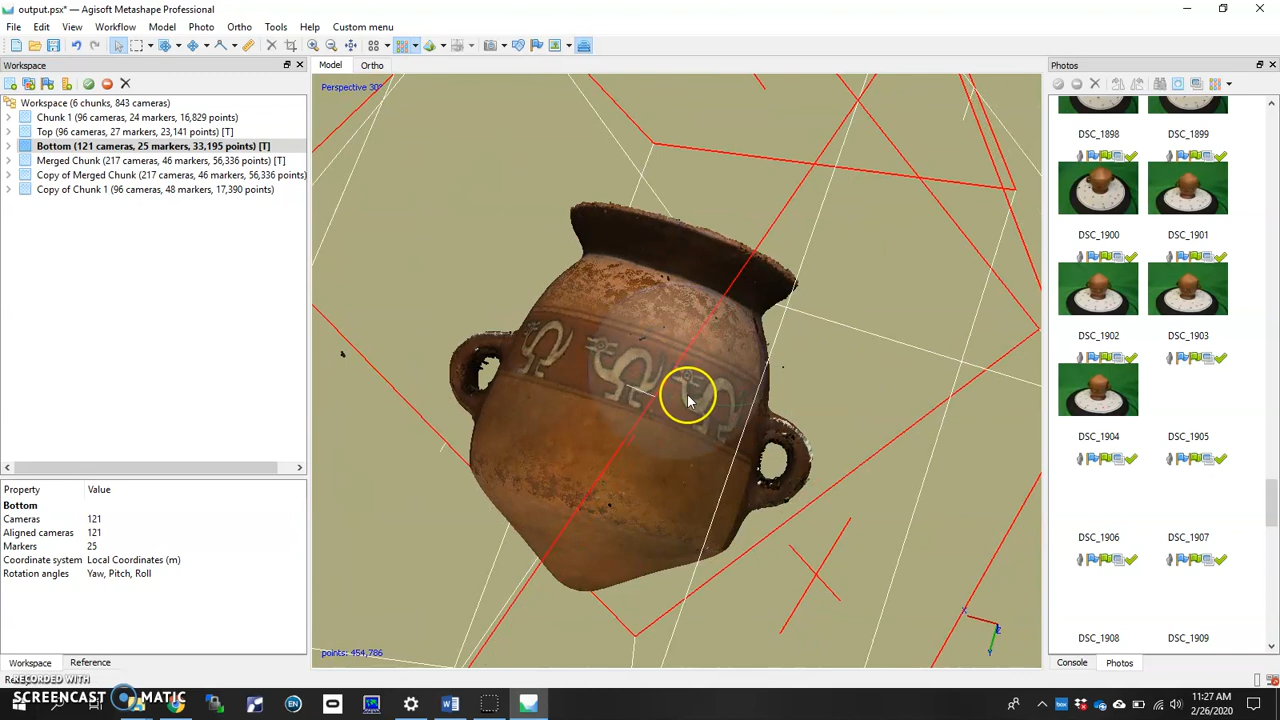 output.psx* — Agisoft Metashape Professional
File Edit View Workflow Model Photo Ortho Tools Help Custom menu
Workspace
Model Ortho
Photos
Workspace (6 chunks, 843 cameras)
Chunk 1 (96 cameras, 24 markers, 16,829 points)
Top (96 cameras, 27 markers, 23,141 points) [T]
Bottom (121 cameras, 25 markers, 33,195 points) [T]
Merged Chunk (217 cameras, 46 markers, 56,336 points) [T]
Copy of Merged Chunk (217 cameras, 46 markers, 56,336 points)
Copy of Chunk 1 (96 cameras, 48 markers, 17,390 points)
Perspective 30°
DSC_1898 DSC_1899
DSC_1900 DSC_1901
DSC_1902 DSC_1903
DSC_1904 DSC_1905
DSC_1906 DSC_1907
DSC_1908 DSC_1909
Property Value
Bottom
Cameras 121
Aligned cameras 121
Markers 25
Coordinate system Local Coordinates (m)
Rotation angles Yaw, Pitch, Roll
X
Z
Y
points: 454,786
Workspace Reference
Console Photos
RECORDED WITH
SCREENCAST MATIC
11:27 AM
2/26/2020